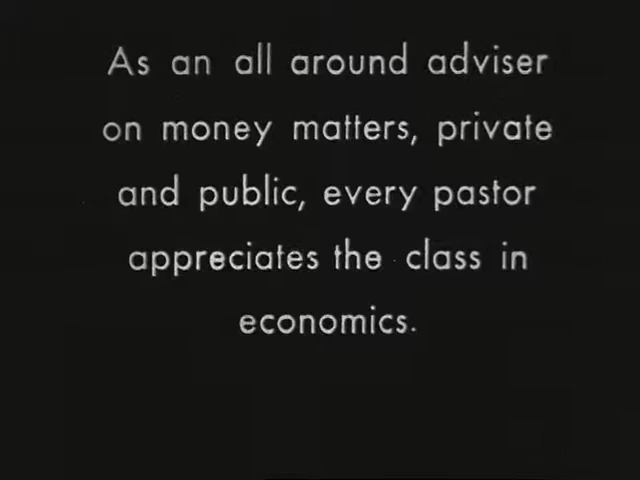 As an all around adviser
on money matters, private
and public, every pastor
appreciates the class in
economics.